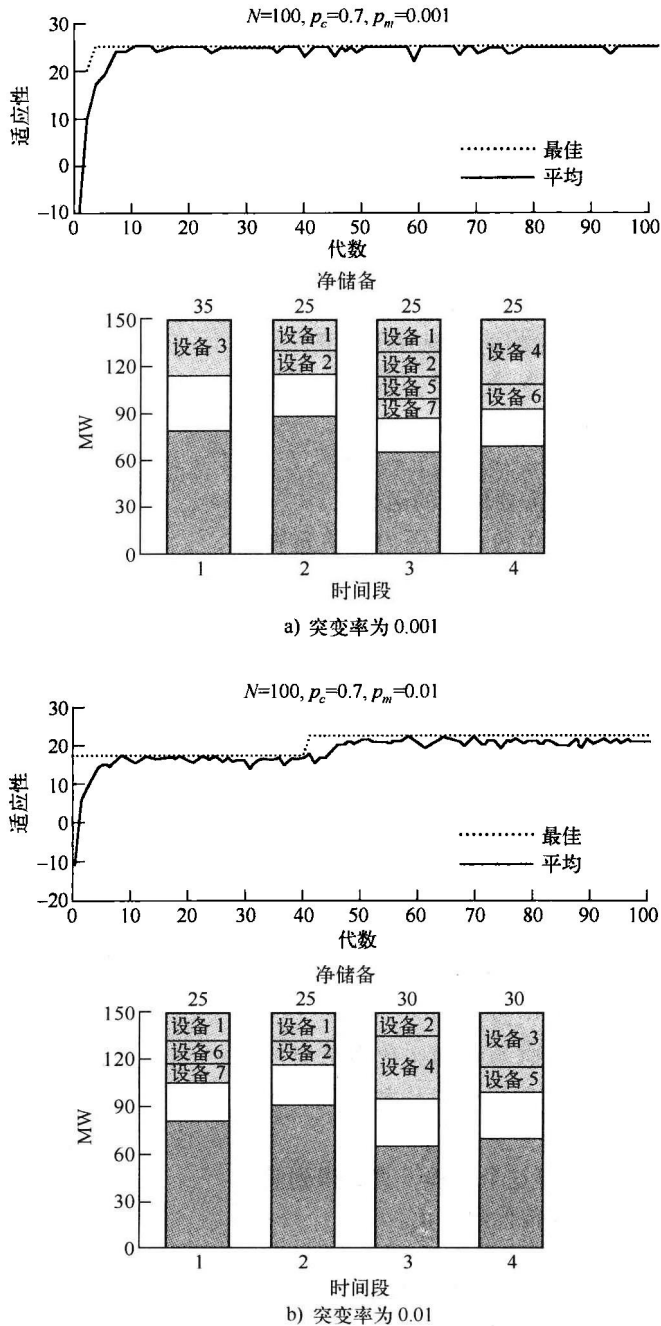 N=100, p_c=0.7, p_m=0.001
适应性
30
20
10
0
−10
最佳
平均
0 10 20 30 40 50 60 70 80 90 100
代数
净储备
35 25 25 25
MW
150
120
90
60
30
0
设备 3
设备 1
设备 2
设备 1
设备 2
设备 5
设备 7
设备 4
设备 6
1 2 3 4
时间段
a) 突变率为 0.001
N=100, p_c=0.7, p_m=0.01
适应性
30
20
10
0
−10
−20
最佳
平均
0 10 20 30 40 50 60 70 80 90 100
代数
净储备
25 25 30 30
MW
150
120
90
60
30
0
设备 1
设备 6
设备 7
设备 1
设备 2
设备 2
设备 4
设备 3
设备 5
1 2 3 4
时间段
b) 突变率为 0.01